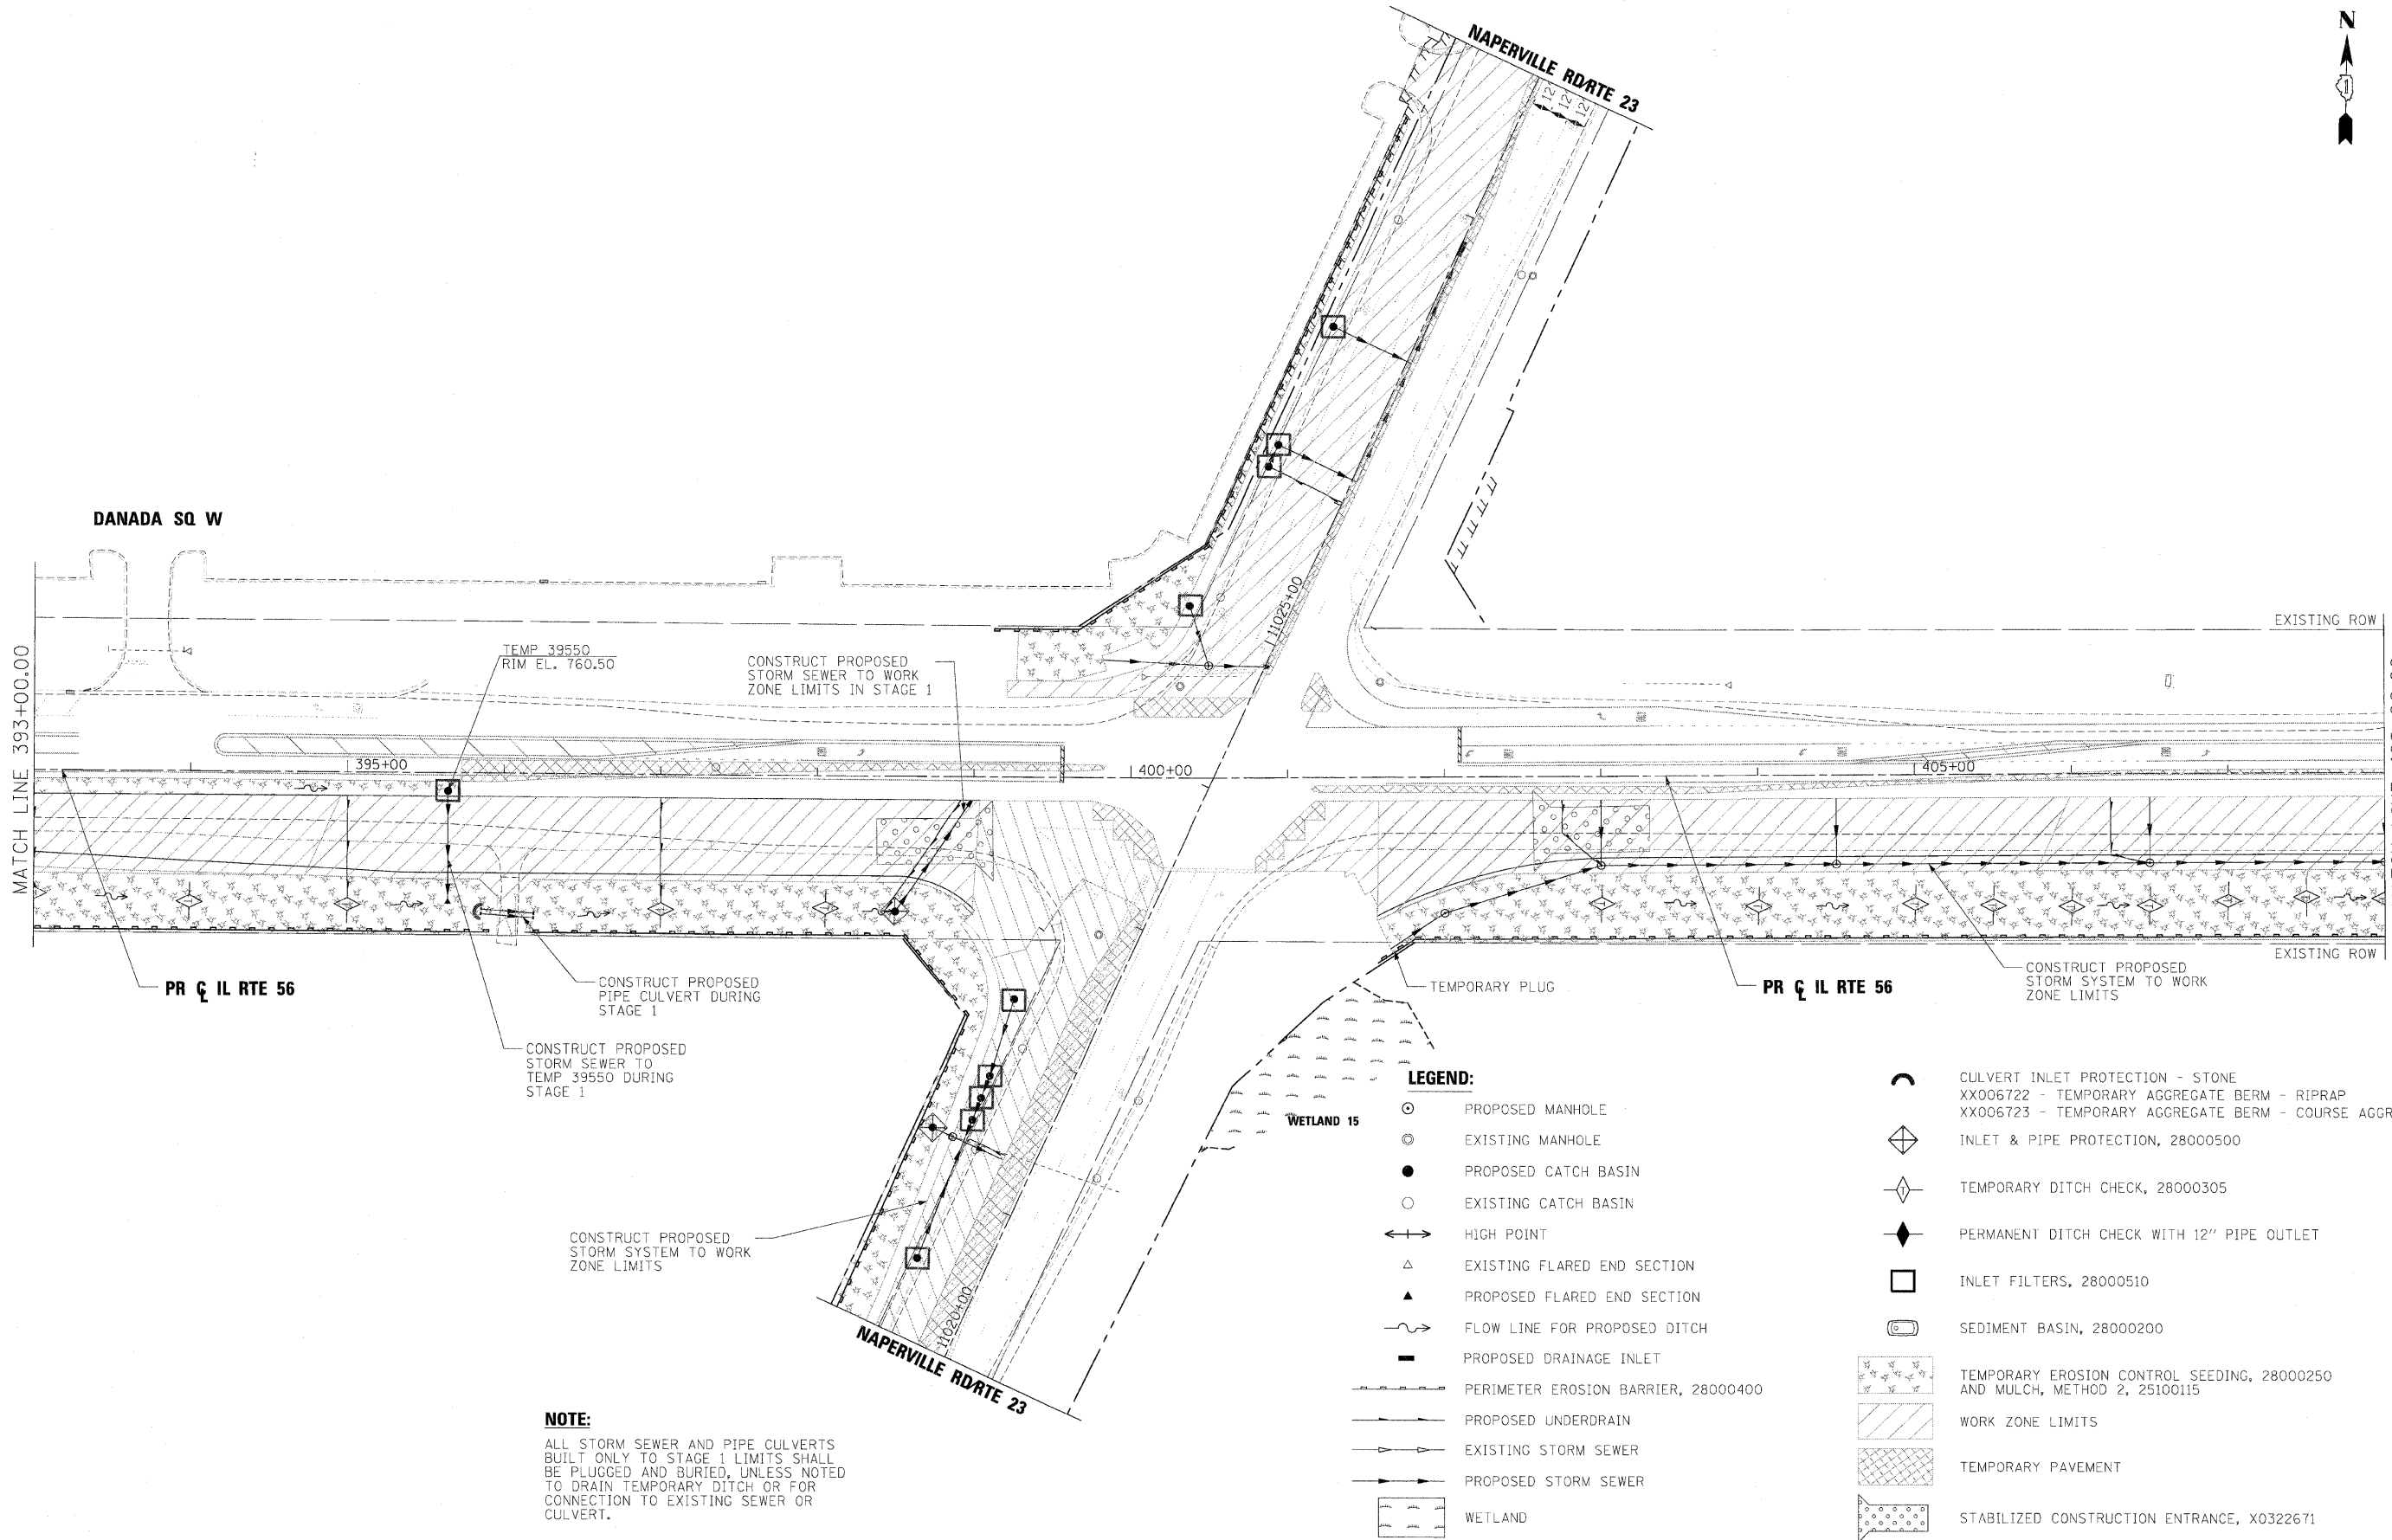 N
NAPERVILLE RD/RTE 23
12
12
12
DANADA SQ W
MATCH LINE 393+00.00
TEMP 39550
RIM EL. 760.50
CONSTRUCT PROPOSED
STORM SEWER TO WORK
ZONE LIMITS IN STAGE 1
11025+00
EXISTING ROW
395+00
400+00
405+00
PR ℄ IL RTE 56
CONSTRUCT PROPOSED
PIPE CULVERT DURING
STAGE 1
CONSTRUCT PROPOSED
STORM SEWER TO
TEMP 39550 DURING
STAGE 1
TEMPORARY PLUG
PR ℄ IL RTE 56
EXISTING ROW
CONSTRUCT PROPOSED
STORM SYSTEM TO WORK
ZONE LIMITS
WETLAND 15
CONSTRUCT PROPOSED
STORM SYSTEM TO WORK
ZONE LIMITS
11020+00
NAPERVILLE RD/RTE 23
NOTE:
ALL STORM SEWER AND PIPE CULVERTS
BUILT ONLY TO STAGE 1 LIMITS SHALL
BE PLUGGED AND BURIED, UNLESS NOTED
TO DRAIN TEMPORARY DITCH OR FOR
CONNECTION TO EXISTING SEWER OR
CULVERT.
LEGEND:
PROPOSED MANHOLE
EXISTING MANHOLE
PROPOSED CATCH BASIN
EXISTING CATCH BASIN
HIGH POINT
EXISTING FLARED END SECTION
PROPOSED FLARED END SECTION
FLOW LINE FOR PROPOSED DITCH
PROPOSED DRAINAGE INLET
PERIMETER EROSION BARRIER, 28000400
PROPOSED UNDERDRAIN
EXISTING STORM SEWER
PROPOSED STORM SEWER
WETLAND
CULVERT INLET PROTECTION - STONE
XX006722 - TEMPORARY AGGREGATE BERM - RIPRAP
XX006723 - TEMPORARY AGGREGATE BERM - COURSE AGGR
INLET & PIPE PROTECTION, 28000500
TEMPORARY DITCH CHECK, 28000305
PERMANENT DITCH CHECK WITH 12" PIPE OUTLET
INLET FILTERS, 28000510
SEDIMENT BASIN, 28000200
TEMPORARY EROSION CONTROL SEEDING, 28000250
AND MULCH, METHOD 2, 25100115
WORK ZONE LIMITS
TEMPORARY PAVEMENT
STABILIZED CONSTRUCTION ENTRANCE, X0322671